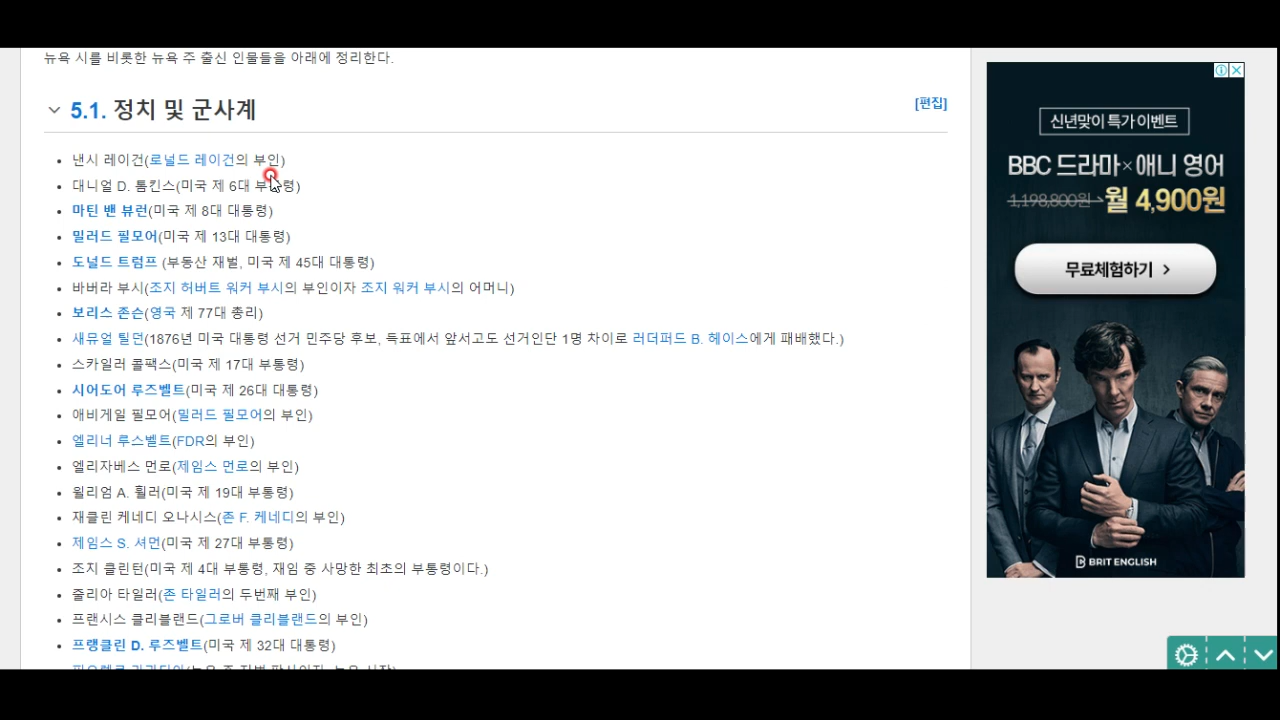 뉴욕 시를 비롯한 뉴욕 주 출신 인물들을 아래에 정리한다.
5.1. 정치 및 군사계
[편집]
낸시 레이건(로널드 레이건의 부인)
대니얼 D. 톰킨스(미국 제 6대 부통령)
마틴 밴 뷰런(미국 제 8대 대통령)
밀러드 필모어(미국 제 13대 대통령)
도널드 트럼프 (부동산 재벌, 미국 제 45대 대통령)
바버라 부시(조지 허버트 워커 부시의 부인이자 조지 워커 부시의 어머니)
보리스 존슨(영국 제 77대 총리)
새뮤얼 틸던(1876년 미국 대통령 선거 민주당 후보, 득표에서 앞서고도 선거인단 1명 차이로 러더퍼드 B. 헤이스에게 패배했다.)
스카일러 콜팩스(미국 제 17대 부통령)
시어도어 루즈벨트(미국 제 26대 대통령)
애비게일 필모어(밀러드 필모어의 부인)
엘리너 루스벨트(FDR의 부인)
엘리자베스 먼로(제임스 먼로의 부인)
윌리엄 A. 휠러(미국 제 19대 부통령)
재클린 케네디 오나시스(존 F. 케네디의 부인)
제임스 S. 셔먼(미국 제 27대 부통령)
조지 클린턴(미국 제 4대 부통령, 재임 중 사망한 최초의 부통령이다.)
줄리아 타일러(존 타일러의 두번째 부인)
프랜시스 클리블랜드(그로버 클리블랜드의 부인)
프랭클린 D. 루즈벨트(미국 제 32대 대통령)
신년맞이 특가 이벤트
BBC 드라마×애니 영어
1,198,800원→월 4,900원
무료체험하기 >
BRIT ENGLISH